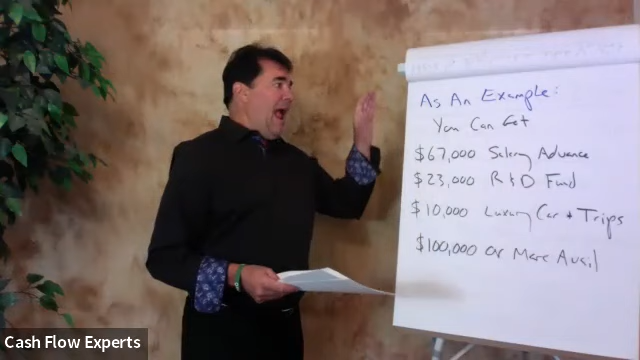 As An Example:
You Can Get
$67,000 Salary Advance
$23,000 R & D Fund
$10,000 Luxury Car + Trips
$100,000 or More Avail
Cash Flow Experts